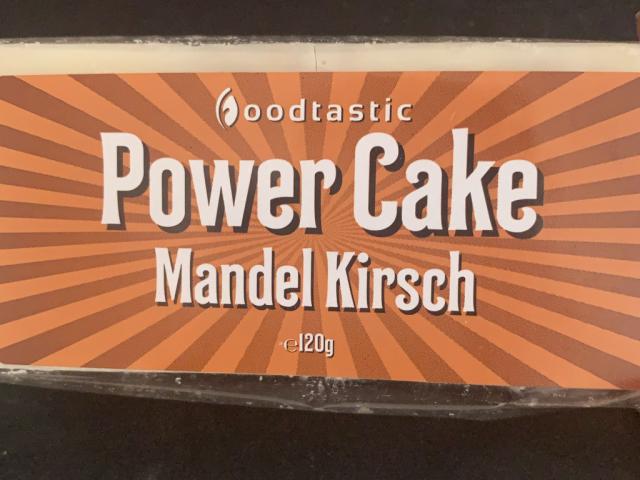 foodtastic
Power Cake
Mandel Kirsch
℮120g